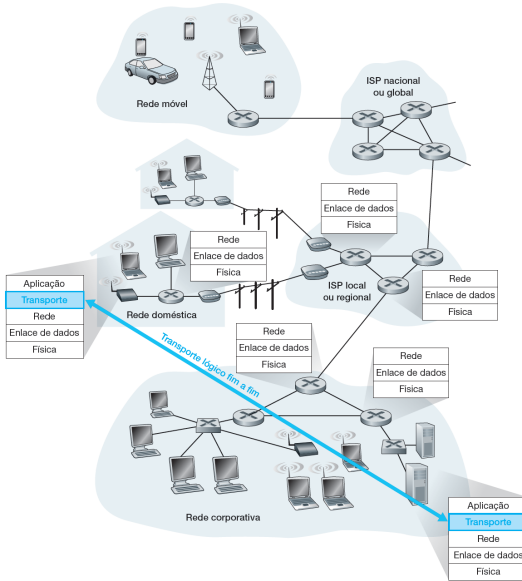 Rede móvel
ISP nacional
ou global
Rede
Enlace de dados
Física
Rede
Enlace de dados
Física
Aplicação
Transporte
Rede
Enlace de dados
Física
Rede doméstica
ISP local
ou regional
Rede
Enlace de dados
Física
Transporte lógico fim a fim
Rede
Enlace de dados
Física
Rede
Enlace de dados
Física
Rede corporativa
Aplicação
Transporte
Rede
Enlace de dados
Física